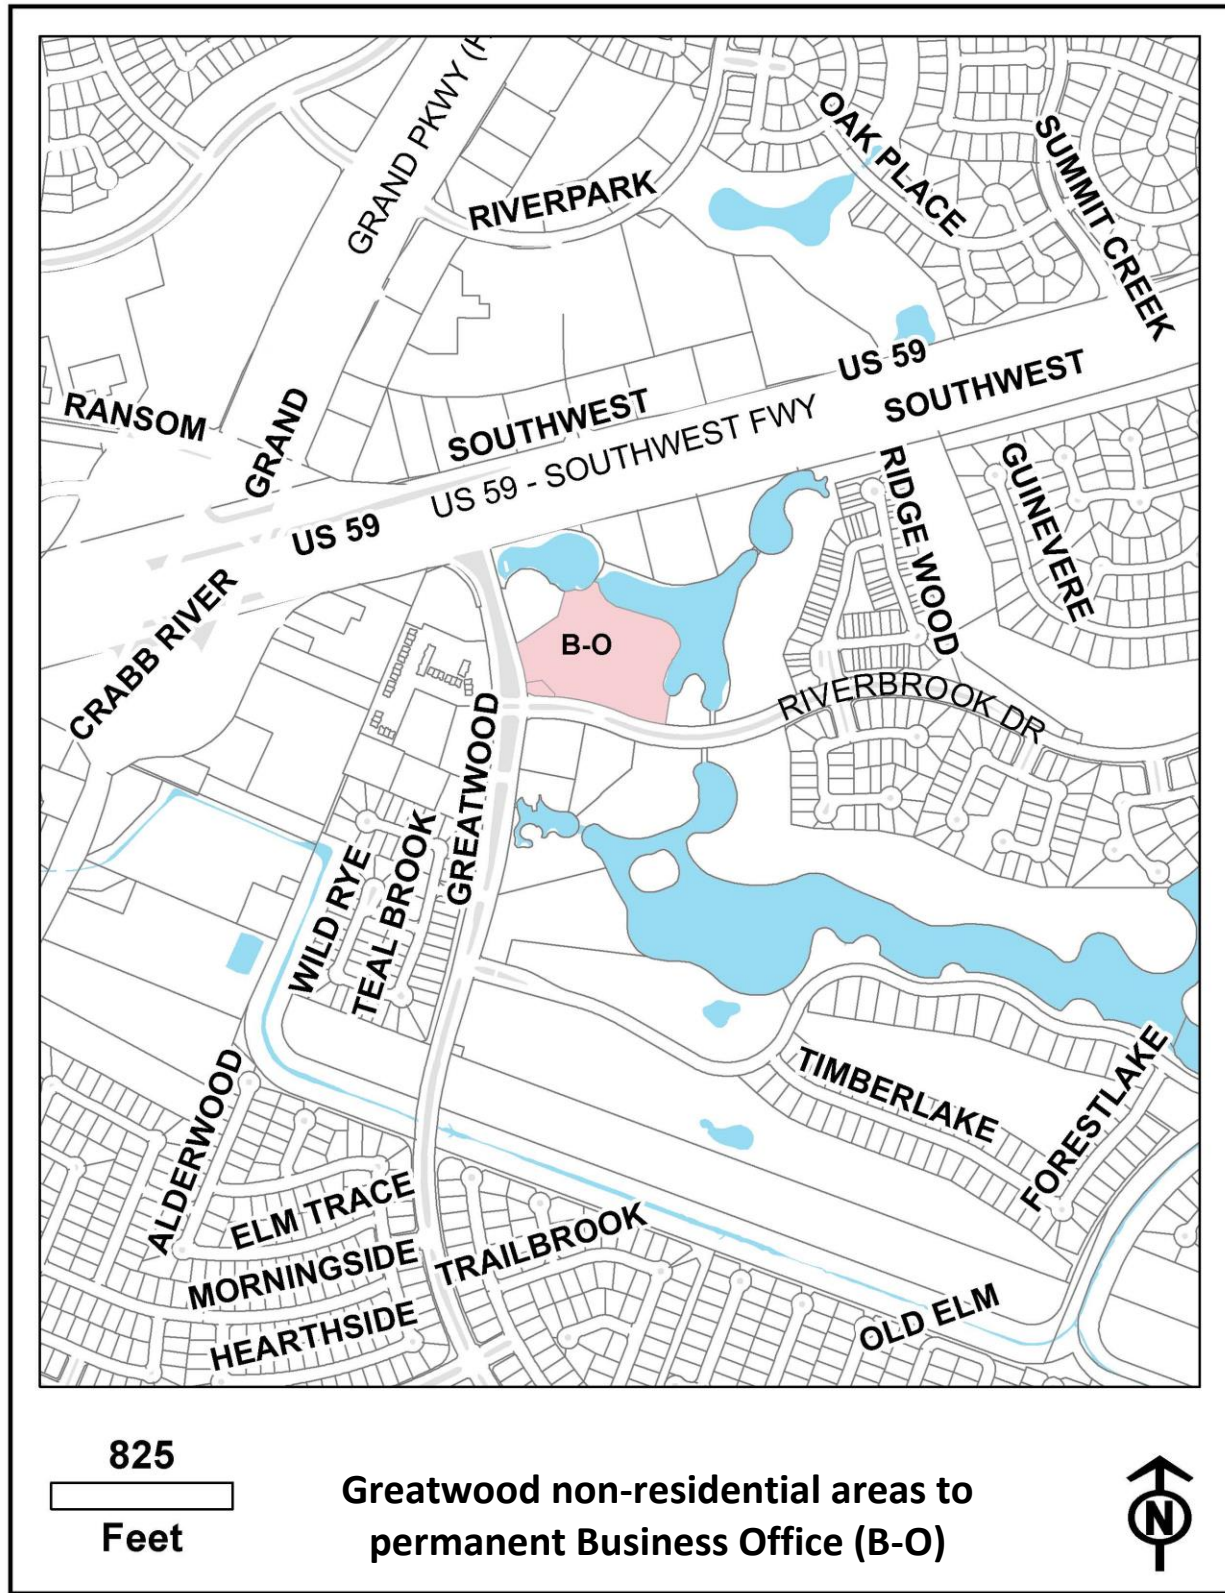 GRAND PKWY (
OAK PLACE
SUMMIT CREEK
RIVERPARK
US 59
SOUTHWEST
RANSOM
GRAND
SOUTHWEST
US 59 - SOUTHWEST FWY
US 59
RIDGE WOOD
GUINEVERE
CRABB RIVER
B-O
RIVERBROOK DR
GREATWOOD
WILD RYE
TEAL BROOK
TIMBERLAKE
FORESTLAKE
ALDERWOOD
ELM TRACE
MORNINGSIDE
HEARTHSIDE
TRAILBROOK
OLD ELM
825
Feet
Greatwood non-residential areas to
permanent Business Office (B-O)
N